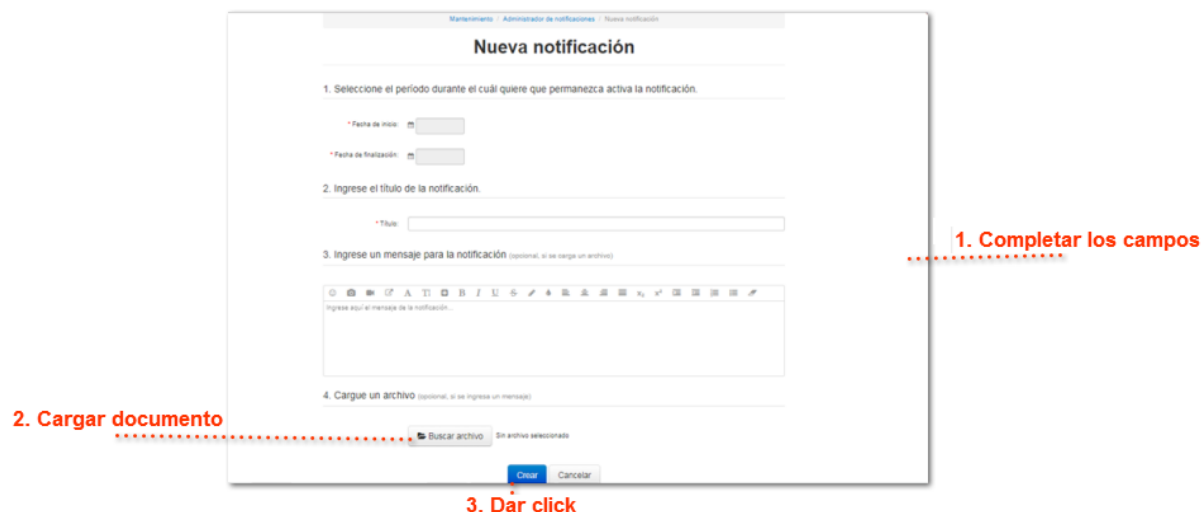 Mantenimiento / Administrador de notificaciones / Nueva notificación
Nueva notificación
1. Seleccione el período durante el cuál quiere que permanezca activa la notificación.
* Fecha de inicio:
* Fecha de finalización:
2. Ingrese el título de la notificación.
* Título:
1. Completar los campos
3. Ingrese un mensaje para la notificación (opcional, si se carga un archivo)
Ingrese aquí el mensaje de la notificación...
4. Cargue un archivo (opcional, si se ingresa un mensaje)
2. Cargar documento
Buscar archivo Sin archivo seleccionado
Crear Cancelar
3. Dar click